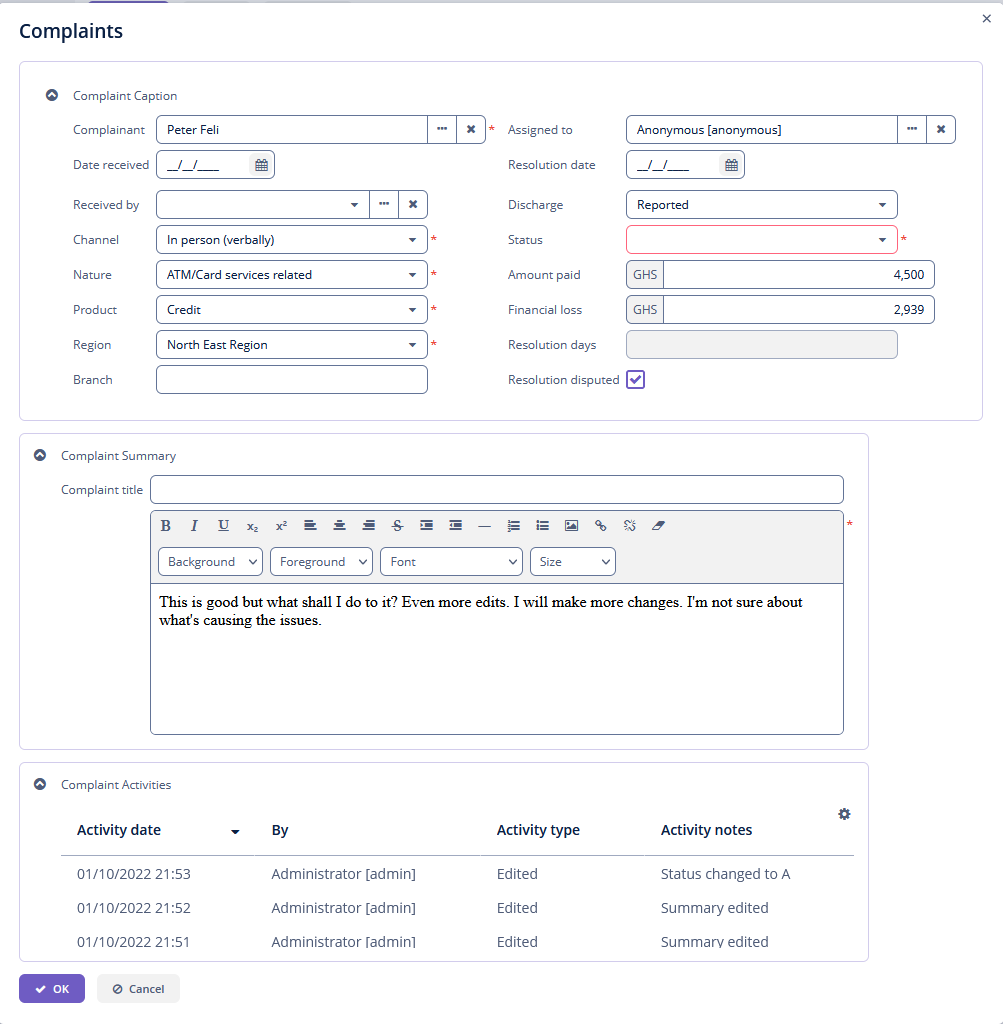 Complaints
Complaint Caption
Complainant Peter Feli *
Assigned to Anonymous [anonymous]
Date received __/__/____
Resolution date __/__/____
Received by
Discharge Reported
Channel In person (verbally) *
Status *
Nature ATM/Card services related *
Amount paid GHS 4,500
Product Credit *
Financial loss GHS 2,939
Region North East Region *
Resolution days
Branch
Resolution disputed
Complaint Summary
Complaint title
B I U x₂ x² S
*
Background Foreground Font Size
This is good but what shall I do to it? Even more edits. I will make more changes. I'm not sure about
what's causing the issues.
Complaint Activities
Activity date By Activity type Activity notes
01/10/2022 21:53 Administrator [admin] Edited Status changed to A
01/10/2022 21:52 Administrator [admin] Edited Summary edited
01/10/2022 21:51 Administrator [admin] Edited Summary edited
OK Cancel